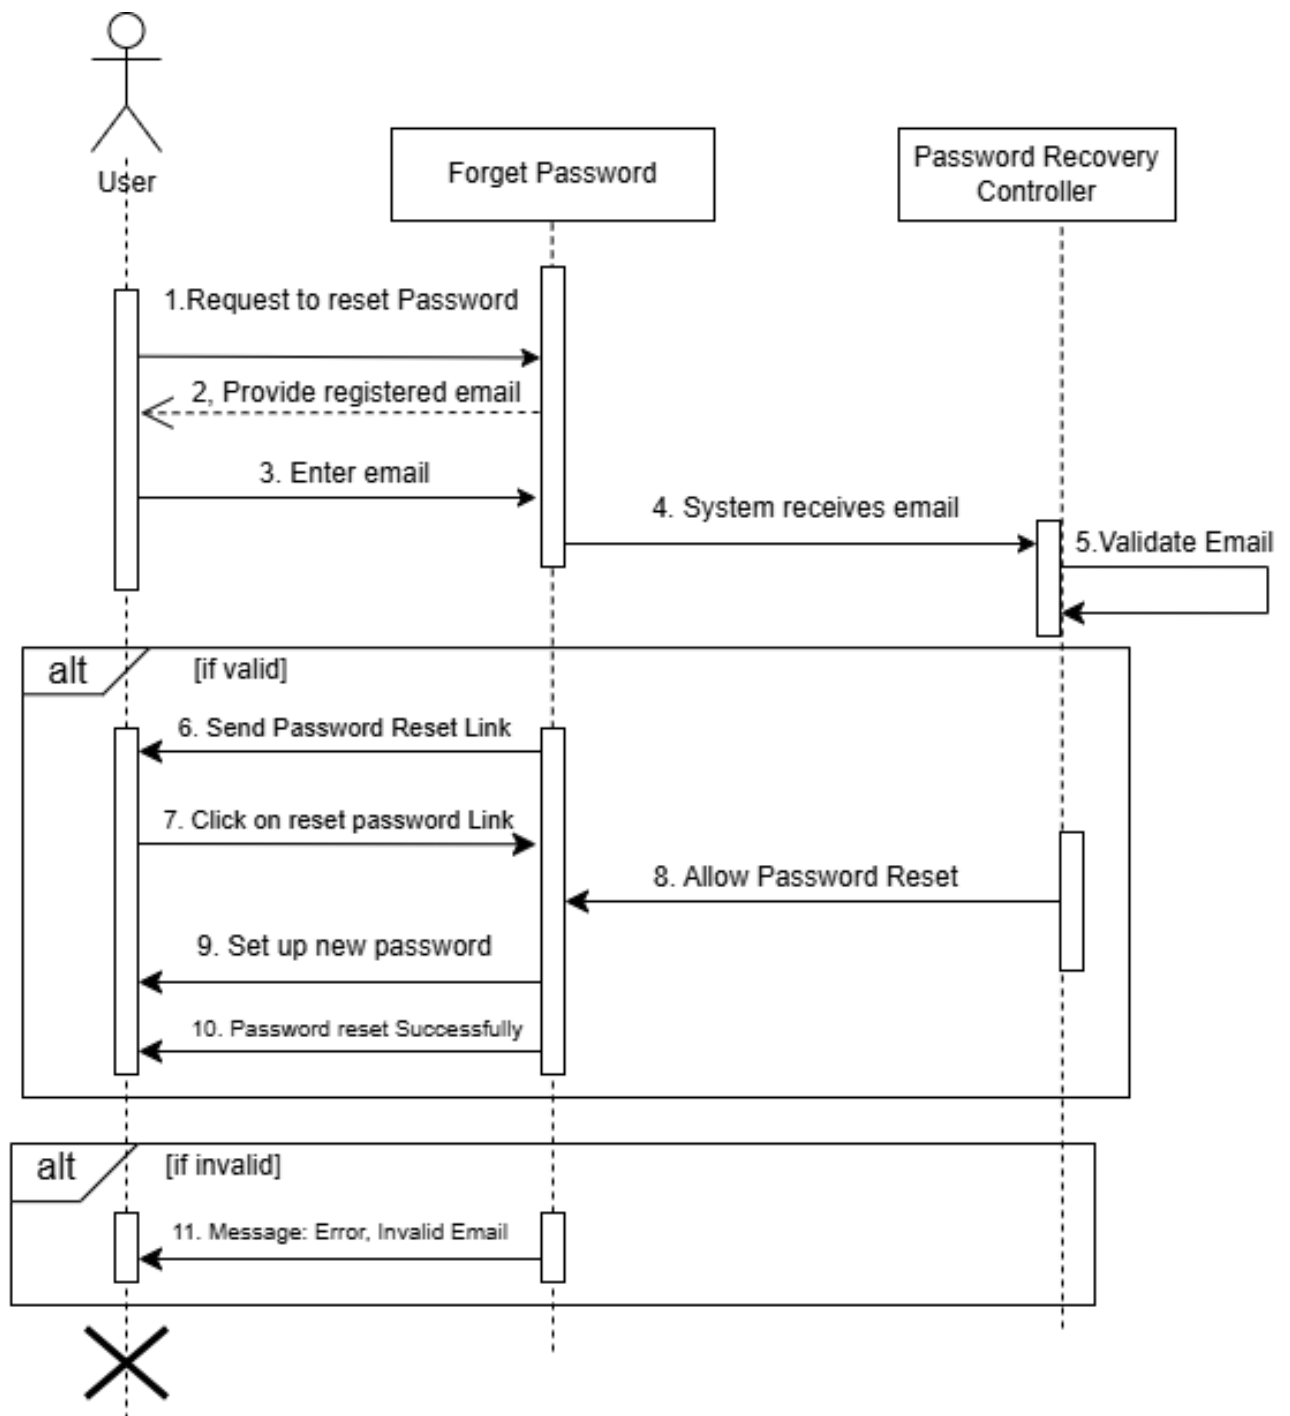 User
Forget Password
Password Recovery
Controller
1.Request to reset Password
2, Provide registered email
3. Enter email
4. System receives email
5.Validate Email
alt
[if valid]
6. Send Password Reset Link
7. Click on reset password Link
8. Allow Password Reset
9. Set up new password
10. Password reset Successfully
alt
[if invalid]
11. Message: Error, Invalid Email